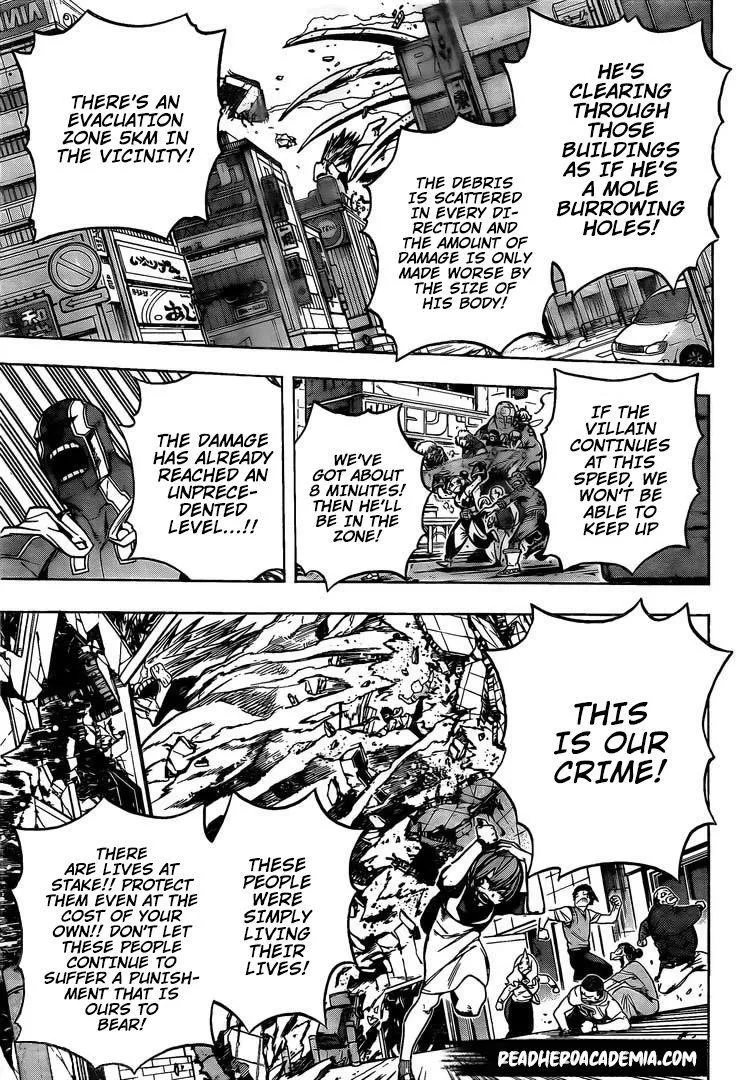 HE'S
CLEARING
THROUGH
THOSE
BUILDINGS
AS IF HE'S
A MOLE
BURROWING
HOLES!
THE DEBRIS
IS SCATTERED
IN EVERY DI-
RECTION AND
THE AMOUNT OF
DAMAGE IS ONLY
MADE WORSE BY
THE SIZE OF
HIS BODY!
THERE'S AN
EVACUATION
ZONE 5KM IN
THE VICINITY!
IF THE
VILLAIN
CONTINUES
AT THIS
SPEED, WE
WON'T BE
ABLE TO
KEEP UP
WE'VE
GOT ABOUT
8 MINUTES!
THEN HE'LL
BE IN THE
ZONE!
THE DAMAGE
HAS ALREADY
REACHED AN
UNPRECE-
DENTED
LEVEL...!!
THIS
IS OUR
CRIME!
THESE
PEOPLE
WERE
SIMPLY
LIVING
THEIR
LIVES!
THERE
ARE LIVES AT
STAKE!! PROTECT
THEM EVEN AT THE
COST OF YOUR
OWN!! DON'T LET
THESE PEOPLE
CONTINUE TO
SUFFER A PUNISH-
MENT THAT IS
OURS TO
BEAR!
READHEROACADEMIA.COM